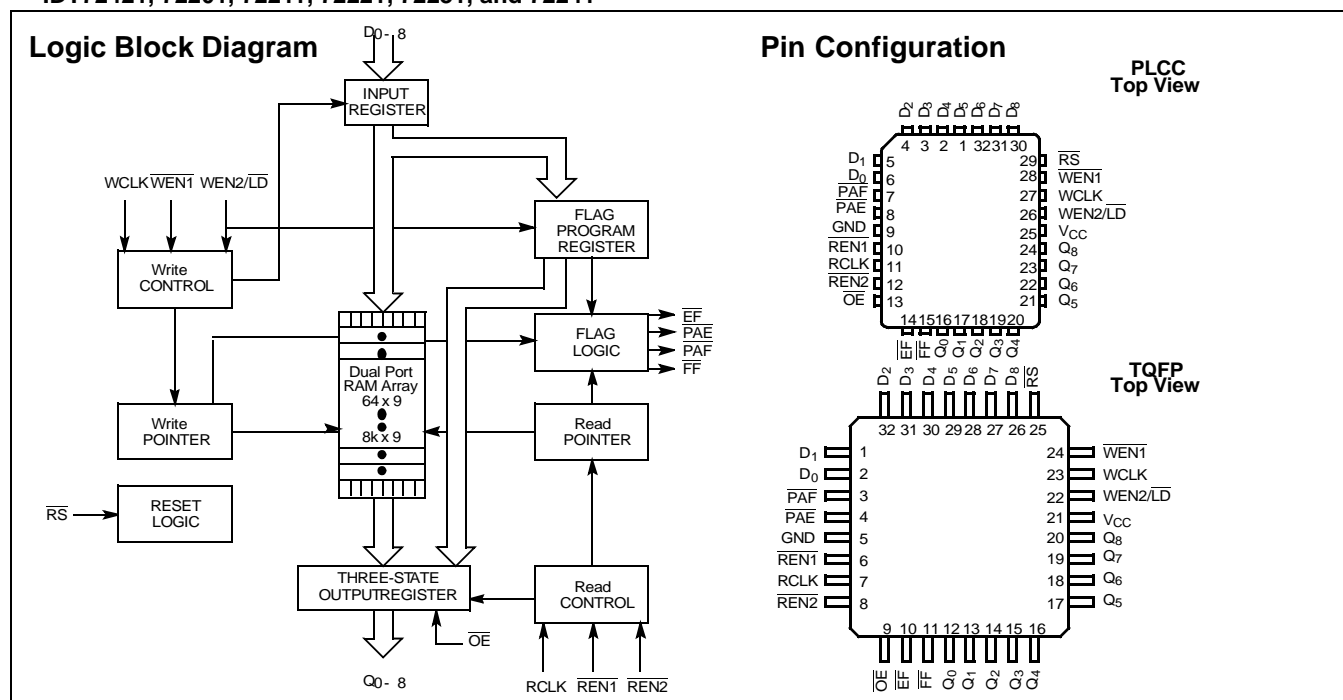 Logic Block Diagram
D0- 8
INPUT
REGISTER
WCLK WEN1 WEN2/LD
FLAG
PROGRAM
REGISTER
Write
CONTROL
FLAG
LOGIC
EF
PAE
PAF
FF
Dual Port
RAM Array
64 x 9
8k x 9
Write
POINTER
Read
POINTER
RS
RESET
LOGIC
THREE-STATE
OUTPUTREGISTER
Read
CONTROL
OE
Q0- 8
RCLK REN1 REN2
Pin Configuration
PLCC
Top View
D2 D3 D4 D5 D6 D7 D8
4 3 2 1 32 31 30
D1 5
D0 6
PAF 7
PAE 8
GND 9
REN1 10
RCLK 11
REN2 12
OE 13
29 RS
28 WEN1
27 WCLK
26 WEN2/LD
25 VCC
24 Q8
23 Q7
22 Q6
21 Q5
14 15 16 17 18 19 20
EF FF Q0 Q1 Q2 Q3 Q4
TQFP
Top View
D2 D3 D4 D5 D6 D7 D8 RS
32 31 30 29 28 27 26 25
D1 1
D0 2
PAF 3
PAE 4
GND 5
REN1 6
RCLK 7
REN2 8
24 WEN1
23 WCLK
22 WEN2/LD
21 VCC
20 Q8
19 Q7
18 Q6
17 Q5
9 10 11 12 13 14 15 16
OE EF FF Q0 Q1 Q2 Q3 Q4